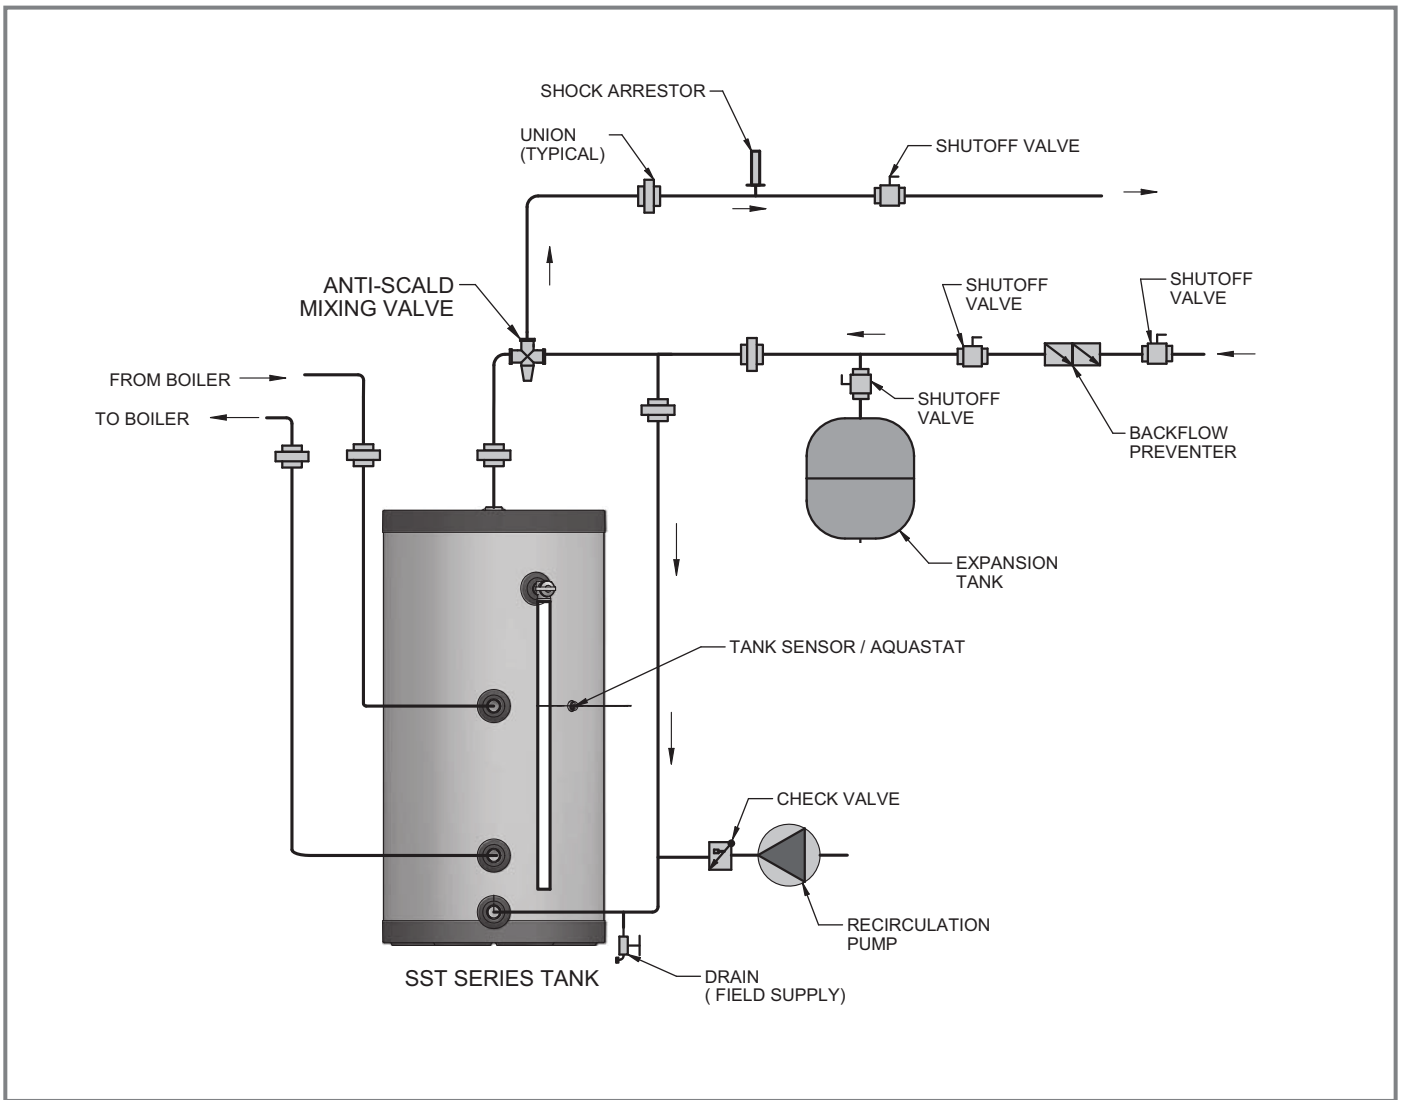 SHOCK ARRESTOR
UNION
(TYPICAL)
SHUTOFF VALVE
ANTI-SCALD
MIXING VALVE
SHUTOFF
VALVE
SHUTOFF
VALVE
FROM BOILER
TO BOILER
SHUTOFF
VALVE
BACKFLOW
PREVENTER
EXPANSION
TANK
TANK SENSOR / AQUASTAT
CHECK VALVE
RECIRCULATION
PUMP
SST SERIES TANK
DRAIN
( FIELD SUPPLY)